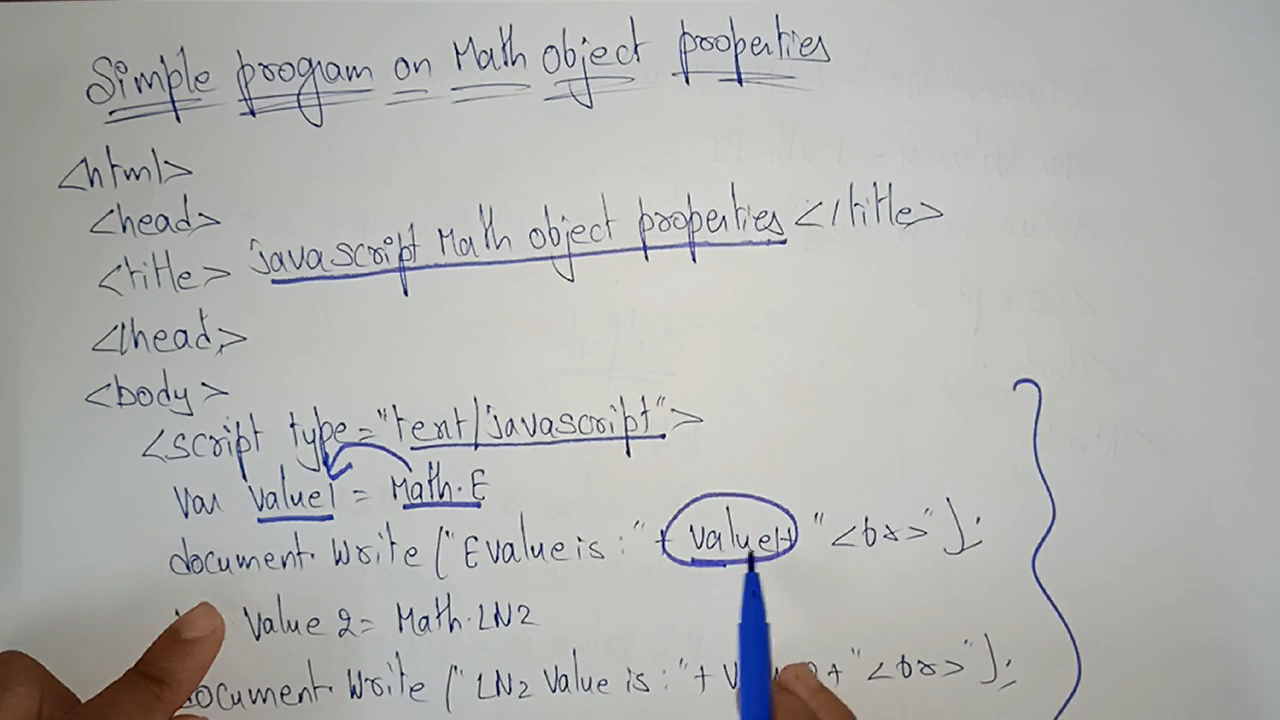 Simple program on Math object properties
<html>
<head>
<title> javascript Math object properties </title>
</head>
<body>
<script type="text/javascript">
Var Value1 = Math.E
document.write ("E value is : " + value1+ "<br>");
Value 2= Math.LN2
document.write ("LN2 Value is : "+ + "<br>");